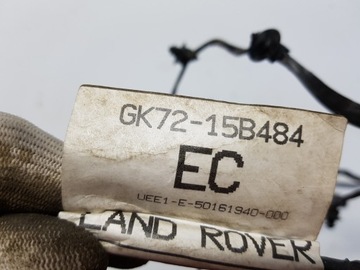 GK72-15B484
EC
UEE1-E-50161940-000
LAND ROVER